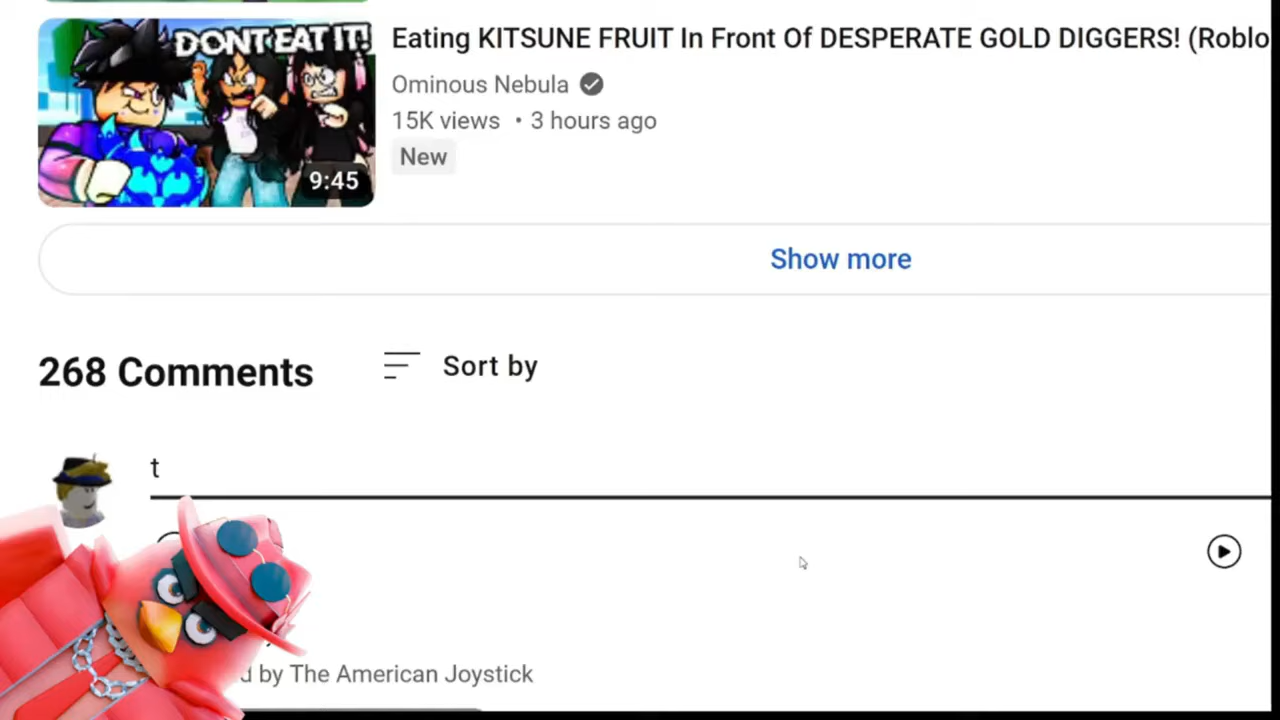 DONT EAT IT!
9:45
Eating KITSUNE FRUIT In Front Of DESPERATE GOLD DIGGERS! (Roblo
Ominous Nebula
15K views • 3 hours ago
New
Show more
268 Comments
Sort by
t
d by The American Joystick